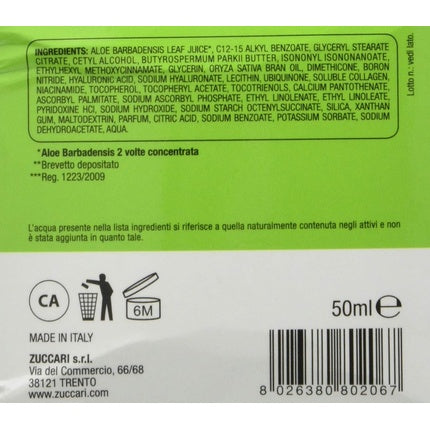 INGREDIENTS: ALOE BARBADENSIS LEAF JUICE*, C12-15 ALKYL BENZOATE, GLYCERYL STEARATE
CITRATE, CETYL ALCOHOL, BUTYROSPERMUM PARKII BUTTER, ISONONYL ISONONANOATE,
ETHYLHEXYL METHOXYCINNAMATE, GLYCERIN, ORYZA SATIVA BRAN OIL, DIMETHICONE, BORON
NITRIDE, HYALURONIC ACID, SODIUM HYALURONATE, LECITHIN, UBIQUINONE, SOLUBLE COLLAGEN,
NIACINAMIDE, TOCOPHEROL, TOCOPHERYL ACETATE, TOCOTRIENOLS, CALCIUM PANTOTHENATE,
ASCORBYL PALMITATE, SODIUM ASCORBYL PHOSPHATE, ETHYL LINOLENATE, ETHYL LINOLEATE,
PYRIDOXINE HCl, SODIUM HYDROXIDE, SODIUM STARCH OCTENYLSUCCINATE, SILICA, XANTHAN
GUM, MALTODEXTRIN, PARFUM, CITRIC ACID, SODIUM BENZOATE, POTASSIUM SORBATE, SODIUM
DEHYDROACETATE, AQUA.
Lotto n.: vedi lato.
*Aloe Barbadensis 2 volte concentrata
**Brevetto depositato
***Reg. 1223/2009
L'acqua presente nella lista ingredienti si riferisce a quella naturalmente contenuta negli attivi e non
è stata aggiunta in quanto tale.
CA
6M
50ml e
MADE IN ITALY
ZUCCARI s.r.l.
Via del Commercio, 66/68
38121 TRENTO
www.zuccari.com
8 026380 802067